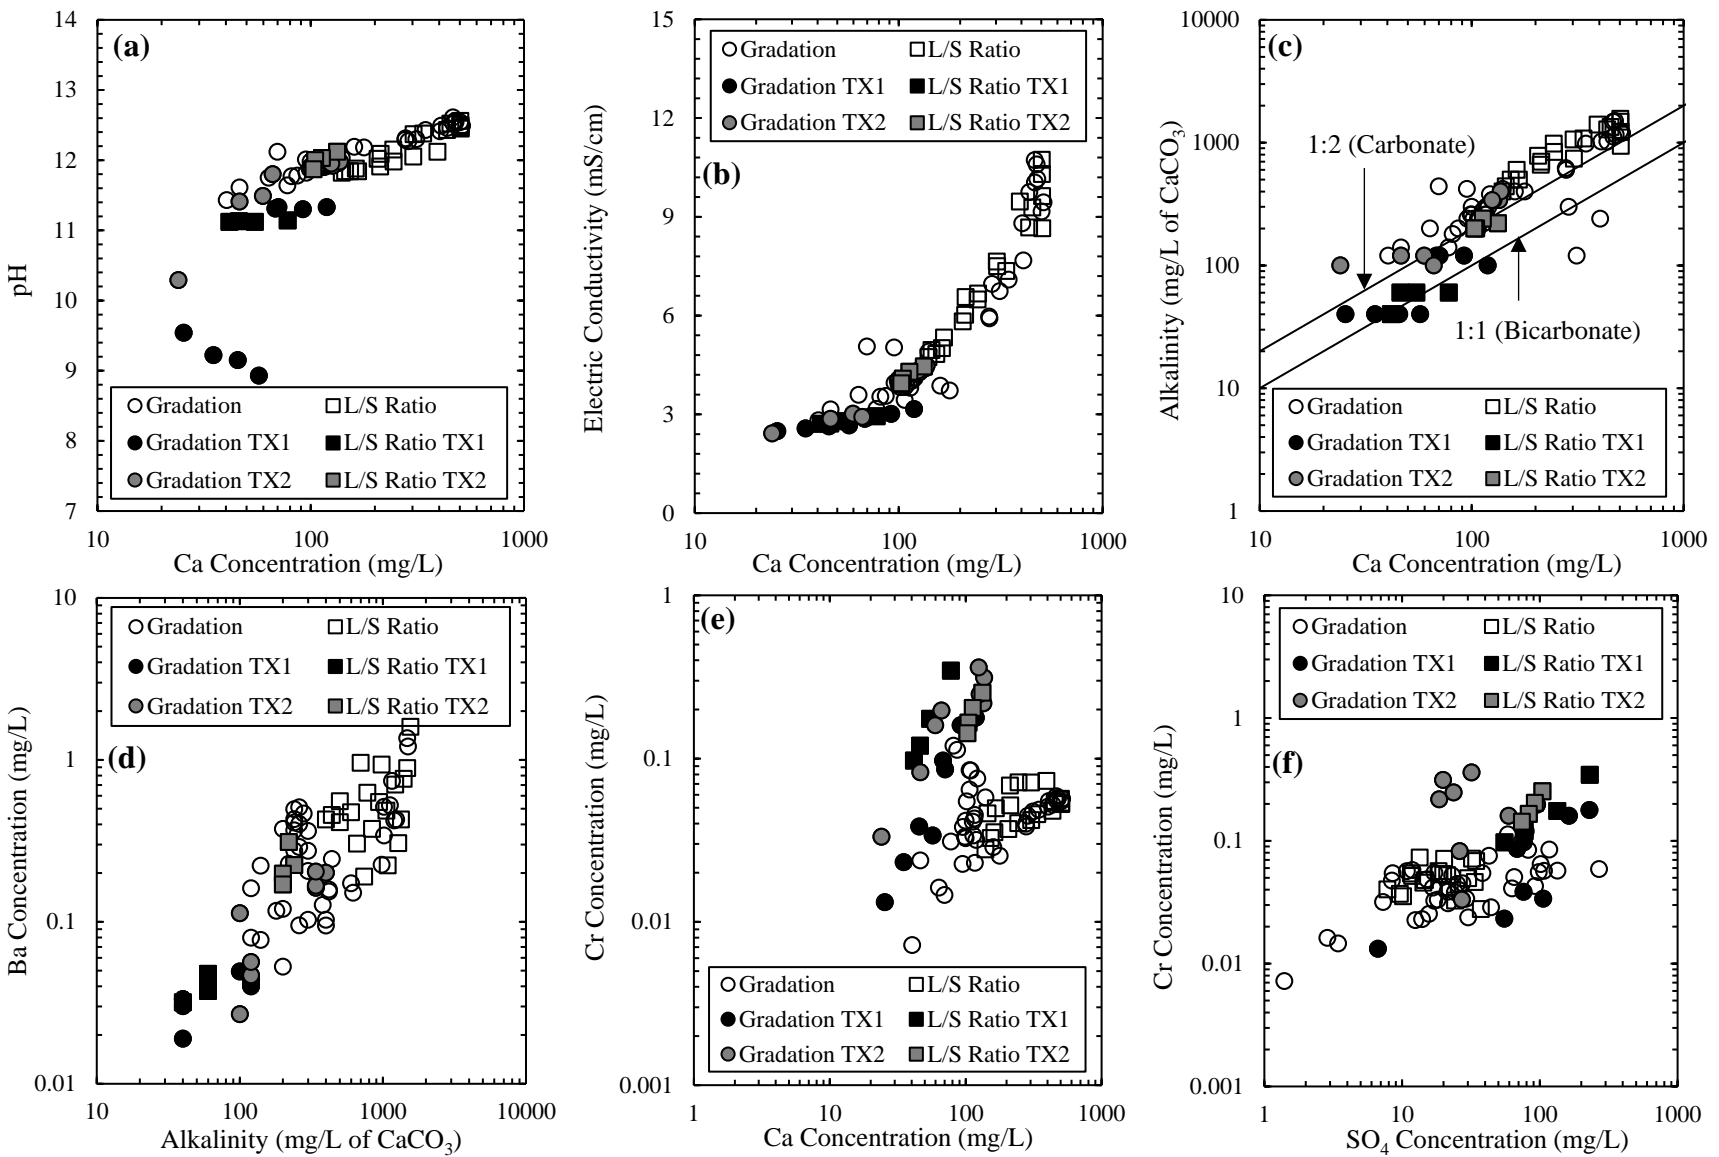 (a)
14
13
12
11
10
9
8
7
pH
Gradation L/S Ratio
Gradation TX1 L/S Ratio TX1
Gradation TX2 L/S Ratio TX2
10 100 1000
Ca Concentration (mg/L)
(b)
15
12
9
6
3
0
Electric Conductivity (mS/cm)
Gradation L/S Ratio
Gradation TX1 L/S Ratio TX1
Gradation TX2 L/S Ratio TX2
10 100 1000
Ca Concentration (mg/L)
(c)
10000
1000
100
10
1
Alkalinity (mg/L of CaCO3)
1:2 (Carbonate)
1:1 (Bicarbonate)
Gradation L/S Ratio
Gradation TX1 L/S Ratio TX1
Gradation TX2 L/S Ratio TX2
10 100 1000
Ca Concentration (mg/L)
(d)
10
1
0.1
0.01
Ba Concentration (mg/L)
Gradation L/S Ratio
Gradation TX1 L/S Ratio TX1
Gradation TX2 L/S Ratio TX2
10 100 1000 10000
Alkalinity (mg/L of CaCO3)
(e)
1
0.1
0.01
0.001
Cr Concentration (mg/L)
Gradation L/S Ratio
Gradation TX1 L/S Ratio TX1
Gradation TX2 L/S Ratio TX2
1 10 100 1000
Ca Concentration (mg/L)
(f)
10
1
0.1
0.01
0.001
Cr Concentration (mg/L)
Gradation L/S Ratio
Gradation TX1 L/S Ratio TX1
Gradation TX2 L/S Ratio TX2
1 10 100 1000
SO4 Concentration (mg/L)